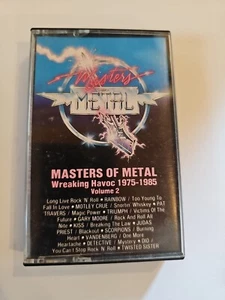 Masters
METAL
MASTERS OF METAL
Wreaking Havoc 1975-1985
Volume 2
Long Live Rock 'N' Roll • RAINBOW / Too Young To
Fall In Love • MOTLEY CRUE / Snortin Whiskey • PAT
TRAVERS / Magic Power • TRIUMPH / Victims Of The
Future • GARY MOORE / Rock And Roll All
Nite • KISS / Breaking The Law • JUDAS
PRIEST / Blackout • SCORPIONS / Burning
Heart • VANDENBERG / One More
Heartache • DETECTIVE / Mystery • DIO /
You Can't Stop Rock 'N' Roll • TWISTED SISTER